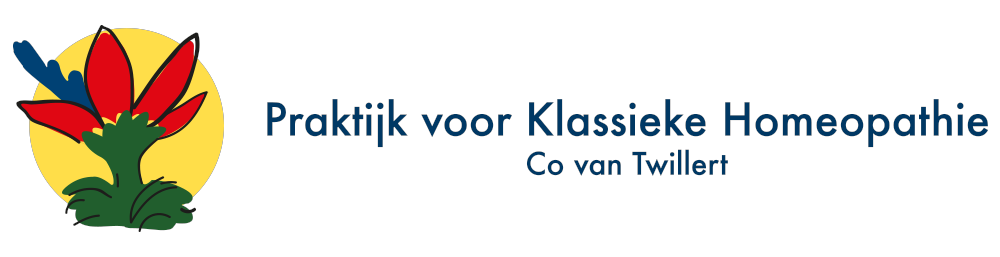 Praktijk voor Klassieke Homeopathie
Co van Twillert